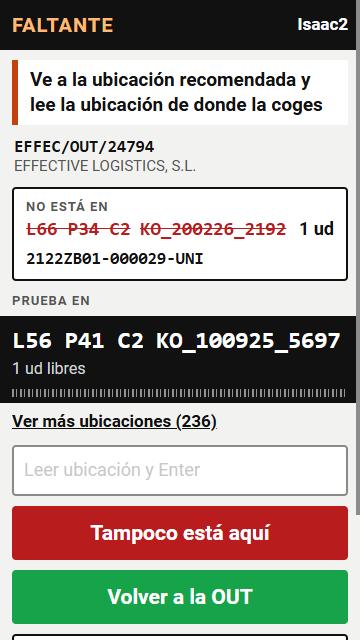 FALTANTE
Isaac2
Ve a la ubicación recomendada y
lee la ubicación de donde la coges
EFFEC/OUT/24794
EFFECTIVE LOGISTICS, S.L.
NO ESTÁ EN
L66 P34 C2 KO_200226_2192 1 ud
2122ZB01-000029-UNI
PRUEBA EN
L56 P41 C2 KO_100925_5697
1 ud libres
Ver más ubicaciones (236)
Leer ubicación y Enter
Tampoco está aquí
Volver a la OUT